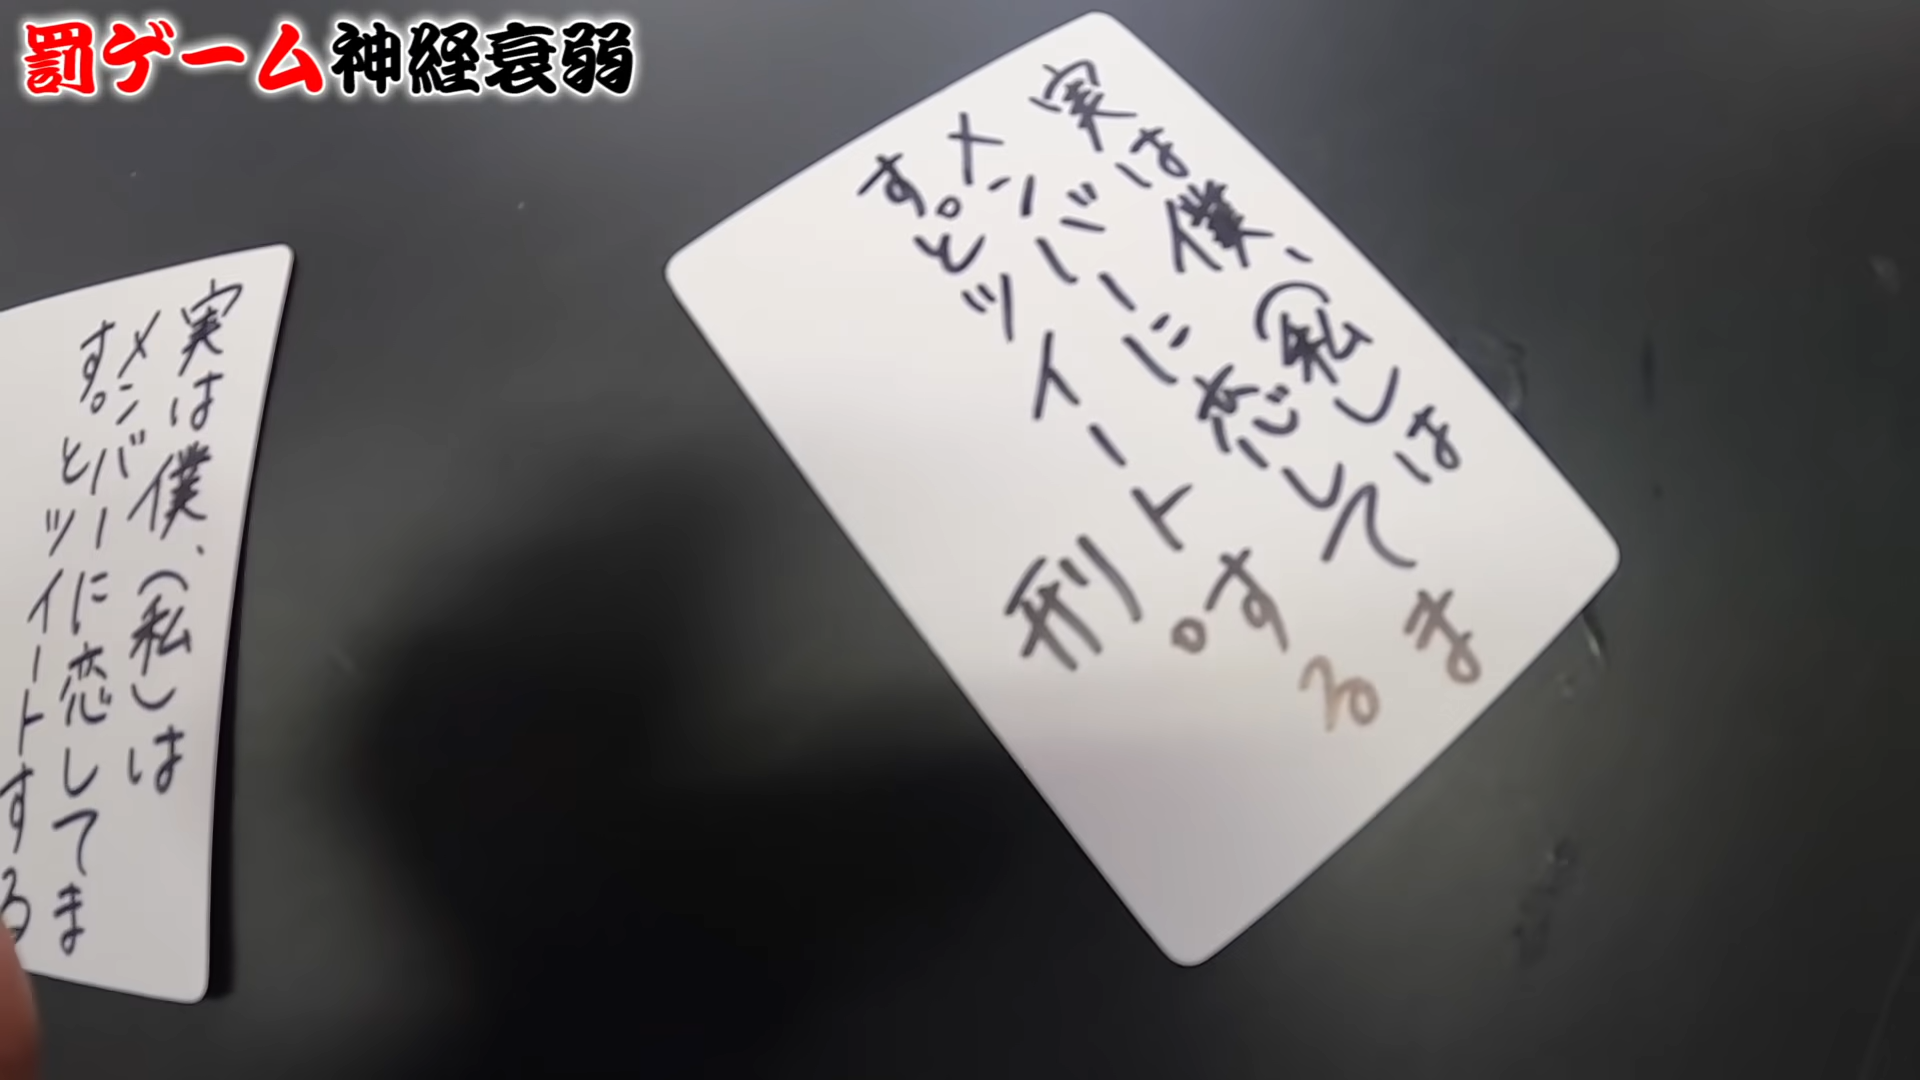 罰ゲーム神経衰弱
実は僕、(私)は
メンバーに恋してま
す。とツイートする
刑。
実は僕、(私)は
メンバーに恋してま
す。とツイートする